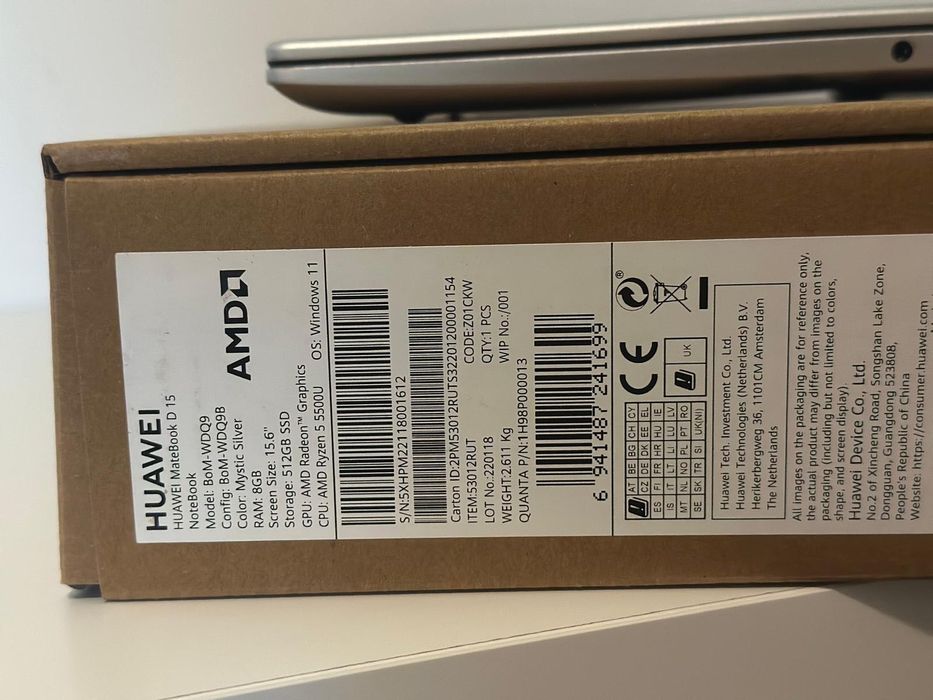 HUAWEI
HUAWEI MateBook D 15
NoteBook
Model: BoM-WDQ9
Config: BoM-WDQ9B
Color: Mystic Silver
RAM: 8GB
Screen Size: 15.6"
Storage: 512GB SSD
GPU: AMD Radeon™ Graphics
CPU: AMD Ryzen 5 5500U
OS: Windows 11
AMD
S/N:5XHPM22118001612
Carton ID:2PM53012RUTS3220120000 1154
ITEM:53012RUT
CODE:Z01CKW
LOT No:220118
QTY:1 PCS
WEIGHT:2.611 Kg
WIP No.:/001
QUANTA P/N:1H98P000013
6 941487 241699
AT BE BG CH CY
CZ DE DK EE EL
ES FI FR HR HU IE
IS IT LT LI LU LV
MT NL NO PL PT RO
SE SK TR SI UK(NI)
CE
UK
®
Huawei Tech. Investment Co., Ltd.
Huawei Technologies (Netherlands) B.V.
Herikerbergweg 36, 1101CM Amsterdam
The Netherlands
All images on the packaging are for reference only,
the actual product may differ from images on the
packaging (including but not limited to colors,
shape, and screen display).
Huawei Device Co., Ltd.
No.2 of Xincheng Road, Songshan Lake Zone,
Dongguan, Guangdong 523808,
People's Republic of China
Website: https://consumer.huawei.com